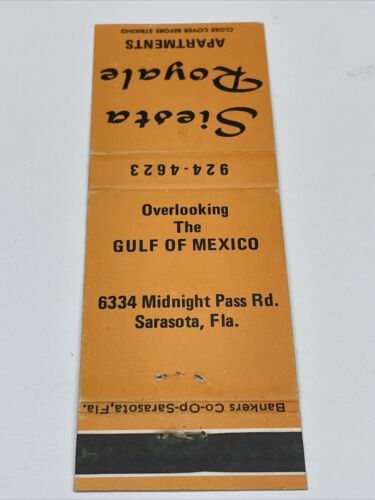 CLOSE COVER BEFORE STRIKING
APARTMENTS
Siesta
Royale
924-4623
Overlooking
The
GULF OF MEXICO
6334 Midnight Pass Rd.
Sarasota, Fla.
Bankers Co-Op-Sarasota,Fla.